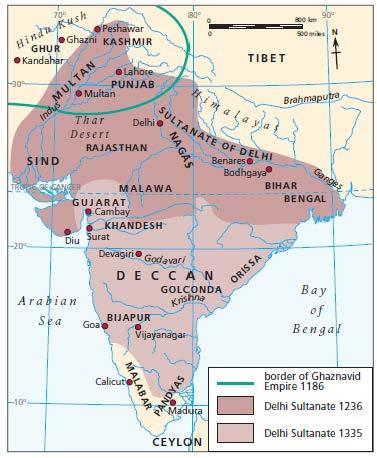 70°
80°
90°
0
800 km
0
500 miles
N
Hindu Kush
Peshawar
Ghazni
KASHMIR
GHUR
Kandahar
TIBET
MULTAN
Lahore
PUNJAB
30°
Multan
Indus
Himalayas
Brahmaputra
Thar
Desert
Delhi
SULTANATE OF DELHI
NAGAS
RAJASTHAN
SIND
Benares
Bodhgaya
Ganges
TROPIC OF CANCER
MALAWA
BIHAR
BENGAL
GUJARAT
Cambay
KHANDESH
Diu
Surat
20°
Devagiri
Godavari
DECCAN
ORISSA
GOLCONDA
Krishna
Arabian
Sea
Bay
of
Bengal
BIJAPUR
Goa
Vijayanagar
MALABAR
PANDYAS
Calicut
10°
Madura
CEYLON
border of Ghaznavid
Empire 1186
Delhi Sultanate 1236
Delhi Sultanate 1335